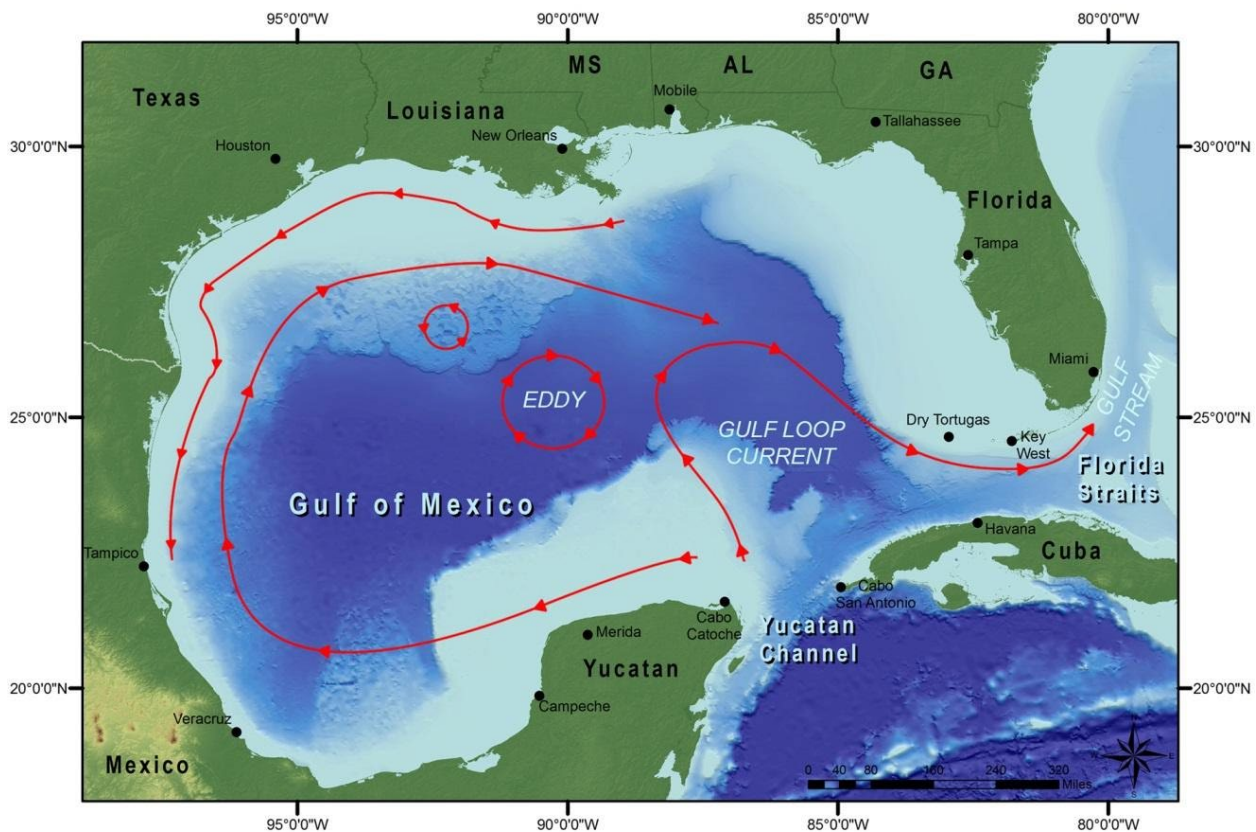 95°0'0"W
90°0'0"W
85°0'0"W
80°0'0"W
MS
AL
GA
Texas
Louisiana
Mobile
Tallahassee
Houston
New Orleans
30°0'0"N
30°0'0"N
Florida
Tampa
Miami
GULF
STREAM
EDDY
25°0'0"N
25°0'0"N
Dry Tortugas
Key
West
GULF LOOP
CURRENT
Florida
Straits
Gulf of Mexico
Havana
Cuba
Tampico
Cabo
San Antonio
Cabo
Catoche
Merida
Yucatan
Channel
Yucatan
20°0'0"N
20°0'0"N
Campeche
Veracruz
Mexico
N
W
E
S
0 40 80 160 240 320
Miles
95°0'0"W
90°0'0"W
85°0'0"W
80°0'0"W